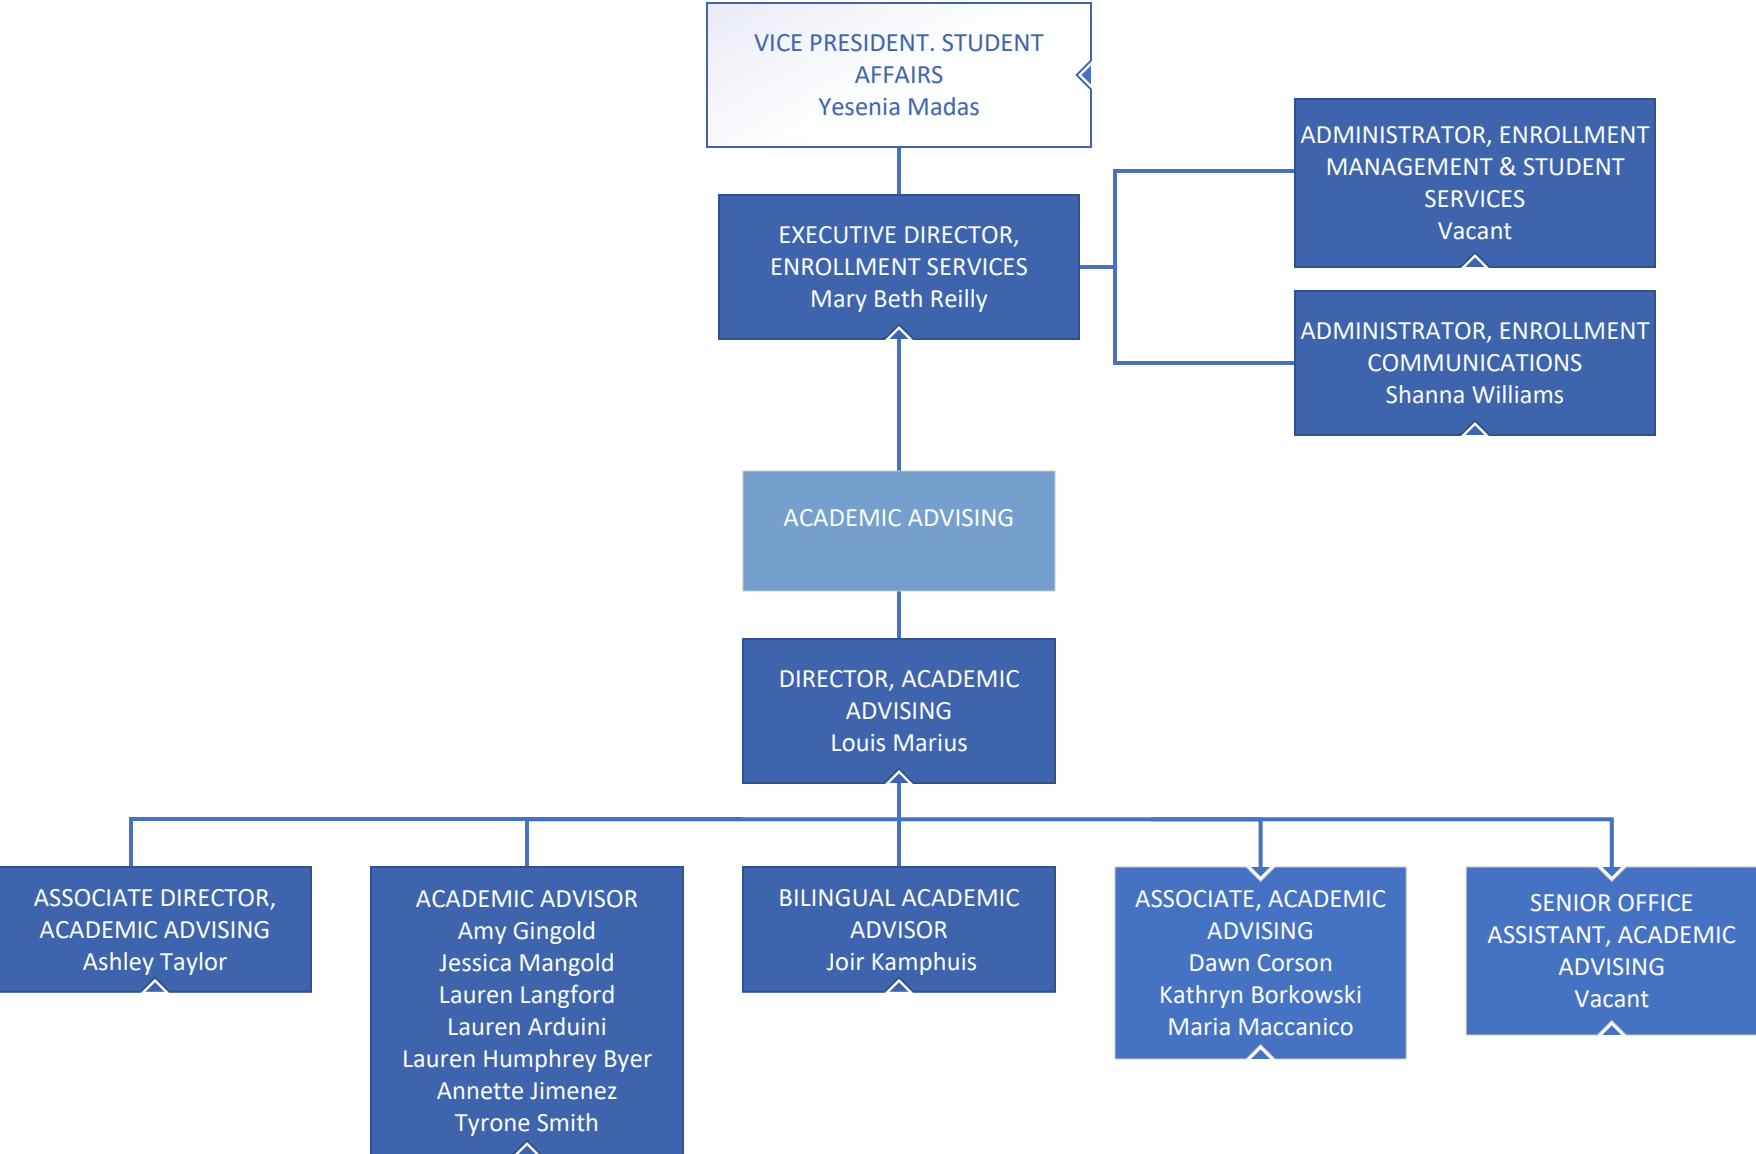 VICE PRESIDENT. STUDENT
AFFAIRS
Yesenia Madas
ADMINISTRATOR, ENROLLMENT
MANAGEMENT & STUDENT
SERVICES
Vacant
EXECUTIVE DIRECTOR,
ENROLLMENT SERVICES
Mary Beth Reilly
ADMINISTRATOR, ENROLLMENT
COMMUNICATIONS
Shanna Williams
ACADEMIC ADVISING
DIRECTOR, ACADEMIC
ADVISING
Louis Marius
ASSOCIATE DIRECTOR,
ACADEMIC ADVISING
Ashley Taylor
ACADEMIC ADVISOR
Amy Gingold
Jessica Mangold
Lauren Langford
Lauren Arduini
Lauren Humphrey Byer
Annette Jimenez
Tyrone Smith
BILINGUAL ACADEMIC
ADVISOR
Joir Kamphuis
ASSOCIATE, ACADEMIC
ADVISING
Dawn Corson
Kathryn Borkowski
Maria Maccanico
SENIOR OFFICE
ASSISTANT, ACADEMIC
ADVISING
Vacant